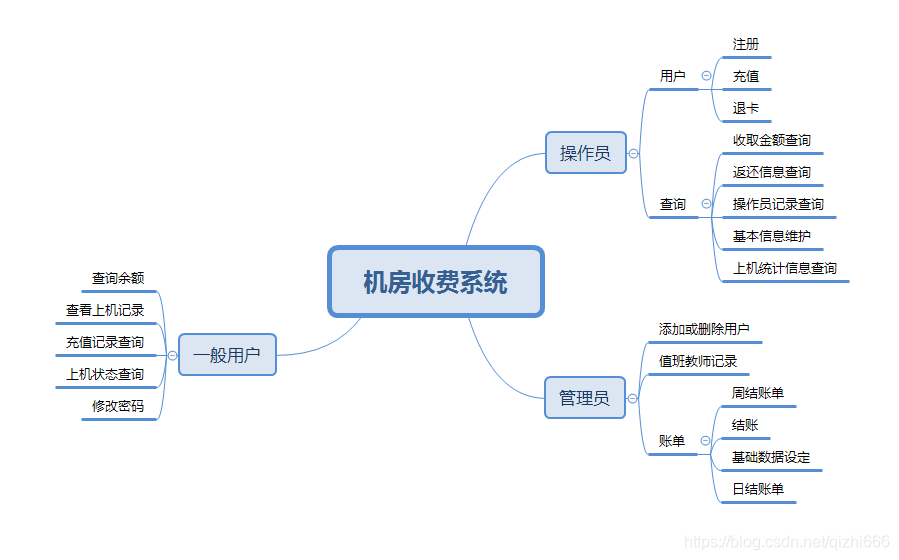 机房收费系统
操作员
用户
注册
充值
退卡
查询
收取金额查询
返还信息查询
操作员记录查询
基本信息维护
上机统计信息查询
管理员
添加或删除用户
值班教师记录
账单
周结账单
结账
基础数据设定
日结账单
一般用户
查询余额
查看上机记录
充值记录查询
上机状态查询
修改密码
https://blog.csdn.net/qizhi666